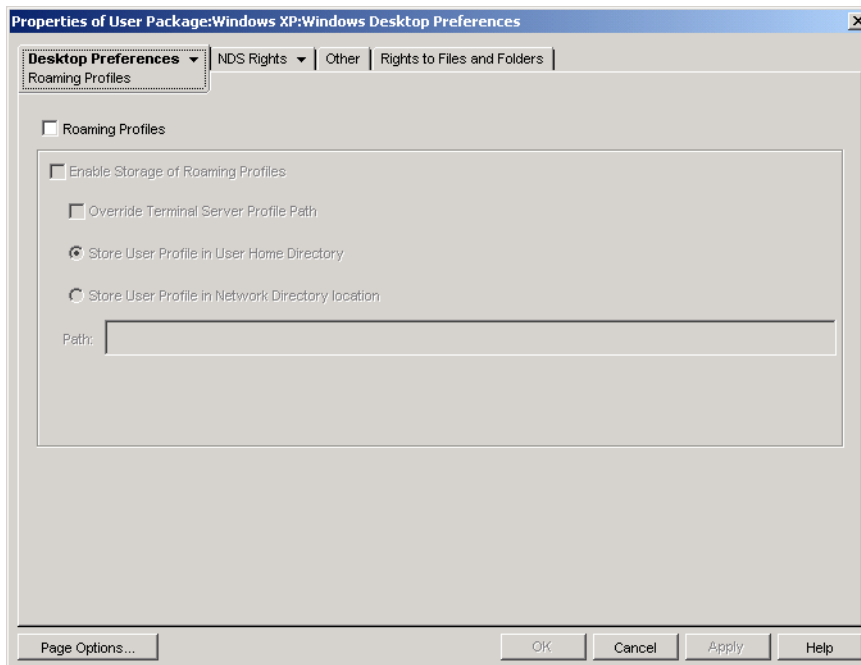 Properties of User Package:Windows XP:Windows Desktop Preferences
Desktop Preferences NDS Rights Other Rights to Files and Folders
Roaming Profiles
Roaming Profiles
Enable Storage of Roaming Profiles
Override Terminal Server Profile Path
Store User Profile in User Home Directory
Store User Profile in Network Directory location
Path:
Page Options... OK Cancel Apply Help